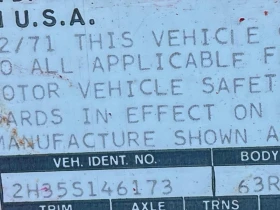 U.S.A.
2/71 THIS VEHICLE
O ALL APPLICABLE F
OTOR VEHICLE SAFET
ARDS IN EFFECT ON
MANUFACTURE SHOWN A
VEH. IDENT. NO. BODY
2H35S146173 63R
TRIM AXLE TRNS